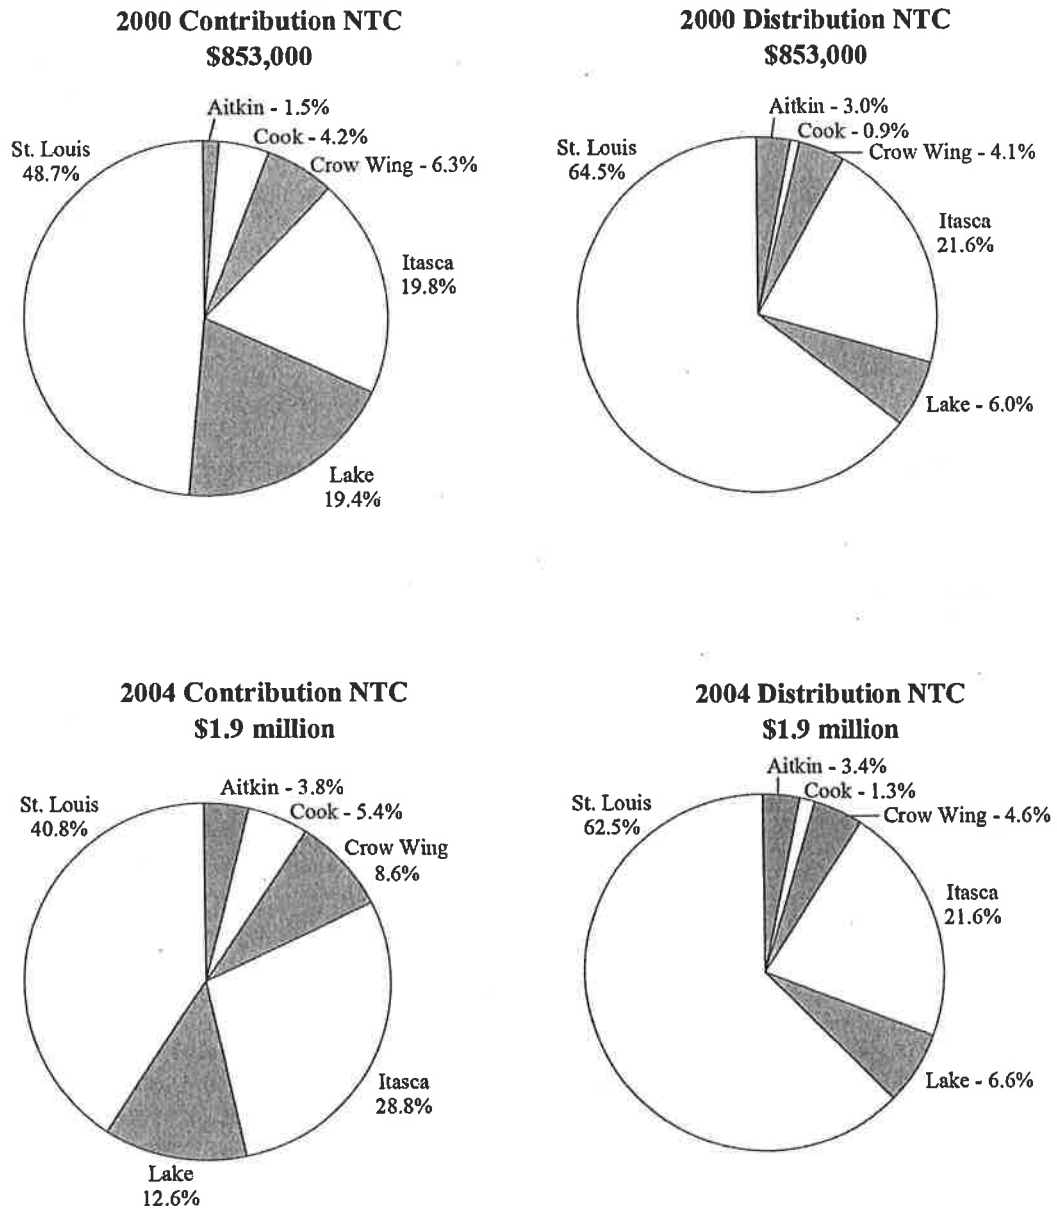 2000 Contribution NTC
$853,000
Aitkin - 1.5%
Cook - 4.2%
Crow Wing - 6.3%
St. Louis
48.7%
Itasca
19.8%
Lake
19.4%
2000 Distribution NTC
$853,000
Aitkin - 3.0%
Cook - 0.9%
Crow Wing - 4.1%
St. Louis
64.5%
Itasca
21.6%
Lake - 6.0%
2004 Contribution NTC
$1.9 million
Aitkin - 3.8%
Cook - 5.4%
Crow Wing
8.6%
St. Louis
40.8%
Itasca
28.8%
Lake
12.6%
2004 Distribution NTC
$1.9 million
Aitkin - 3.4%
Cook - 1.3%
Crow Wing - 4.6%
St. Louis
62.5%
Itasca
21.6%
Lake - 6.6%